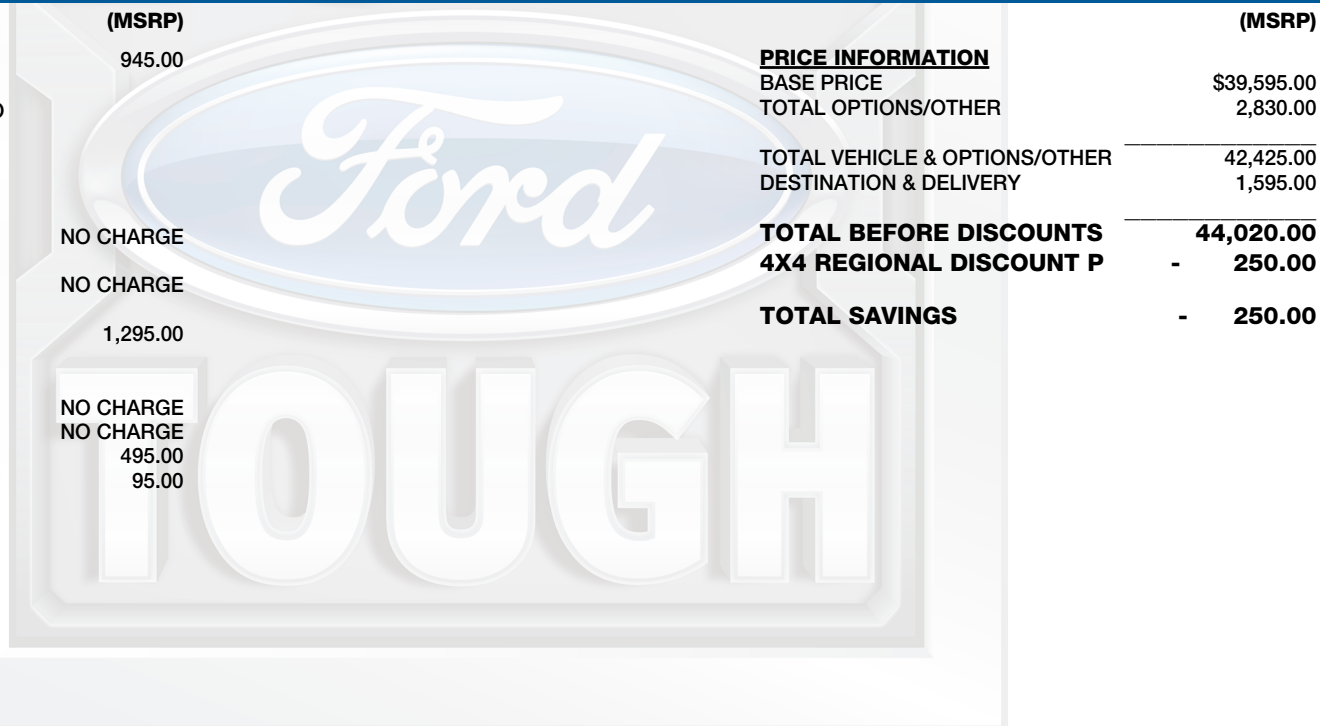 (MSRP)
945.00
NO CHARGE
NO CHARGE
1,295.00
NO CHARGE
NO CHARGE
495.00
95.00
(MSRP)
PRICE INFORMATION
BASE PRICE $39,595.00
TOTAL OPTIONS/OTHER 2,830.00
TOTAL VEHICLE & OPTIONS/OTHER 42,425.00
DESTINATION & DELIVERY 1,595.00
TOTAL BEFORE DISCOUNTS 44,020.00
4X4 REGIONAL DISCOUNT P - 250.00
TOTAL SAVINGS - 250.00
Ford
TOUGH